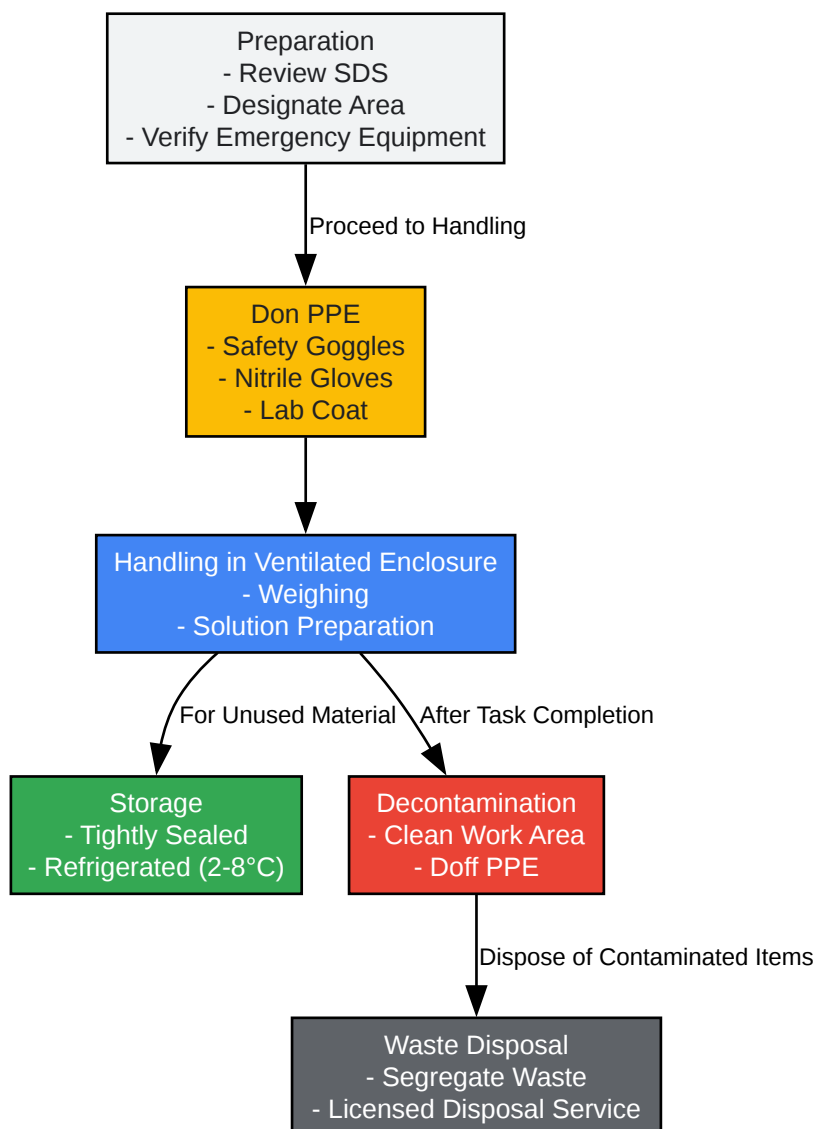 Preparation
- Review SDS
- Designate Area
- Verify Emergency Equipment
Proceed to Handling
Don PPE
- Safety Goggles
- Nitrile Gloves
- Lab Coat
Handling in Ventilated Enclosure
- Weighing
- Solution Preparation
For Unused Material
After Task Completion
Storage
- Tightly Sealed
- Refrigerated (2-8°C)
Decontamination
- Clean Work Area
- Doff PPE
Dispose of Contaminated Items
Waste Disposal
- Segregate Waste
- Licensed Disposal Service